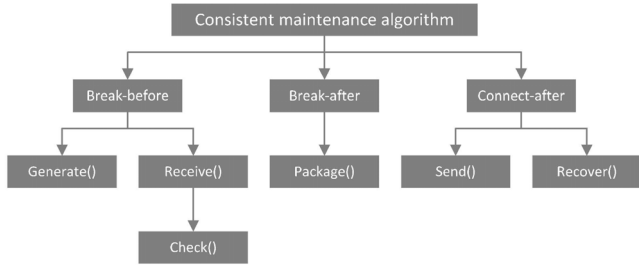 Consistent maintenance algorithm
Break-before
Break-after
Connect-after
Generate()
Receive()
Package()
Send()
Recover()
Check()